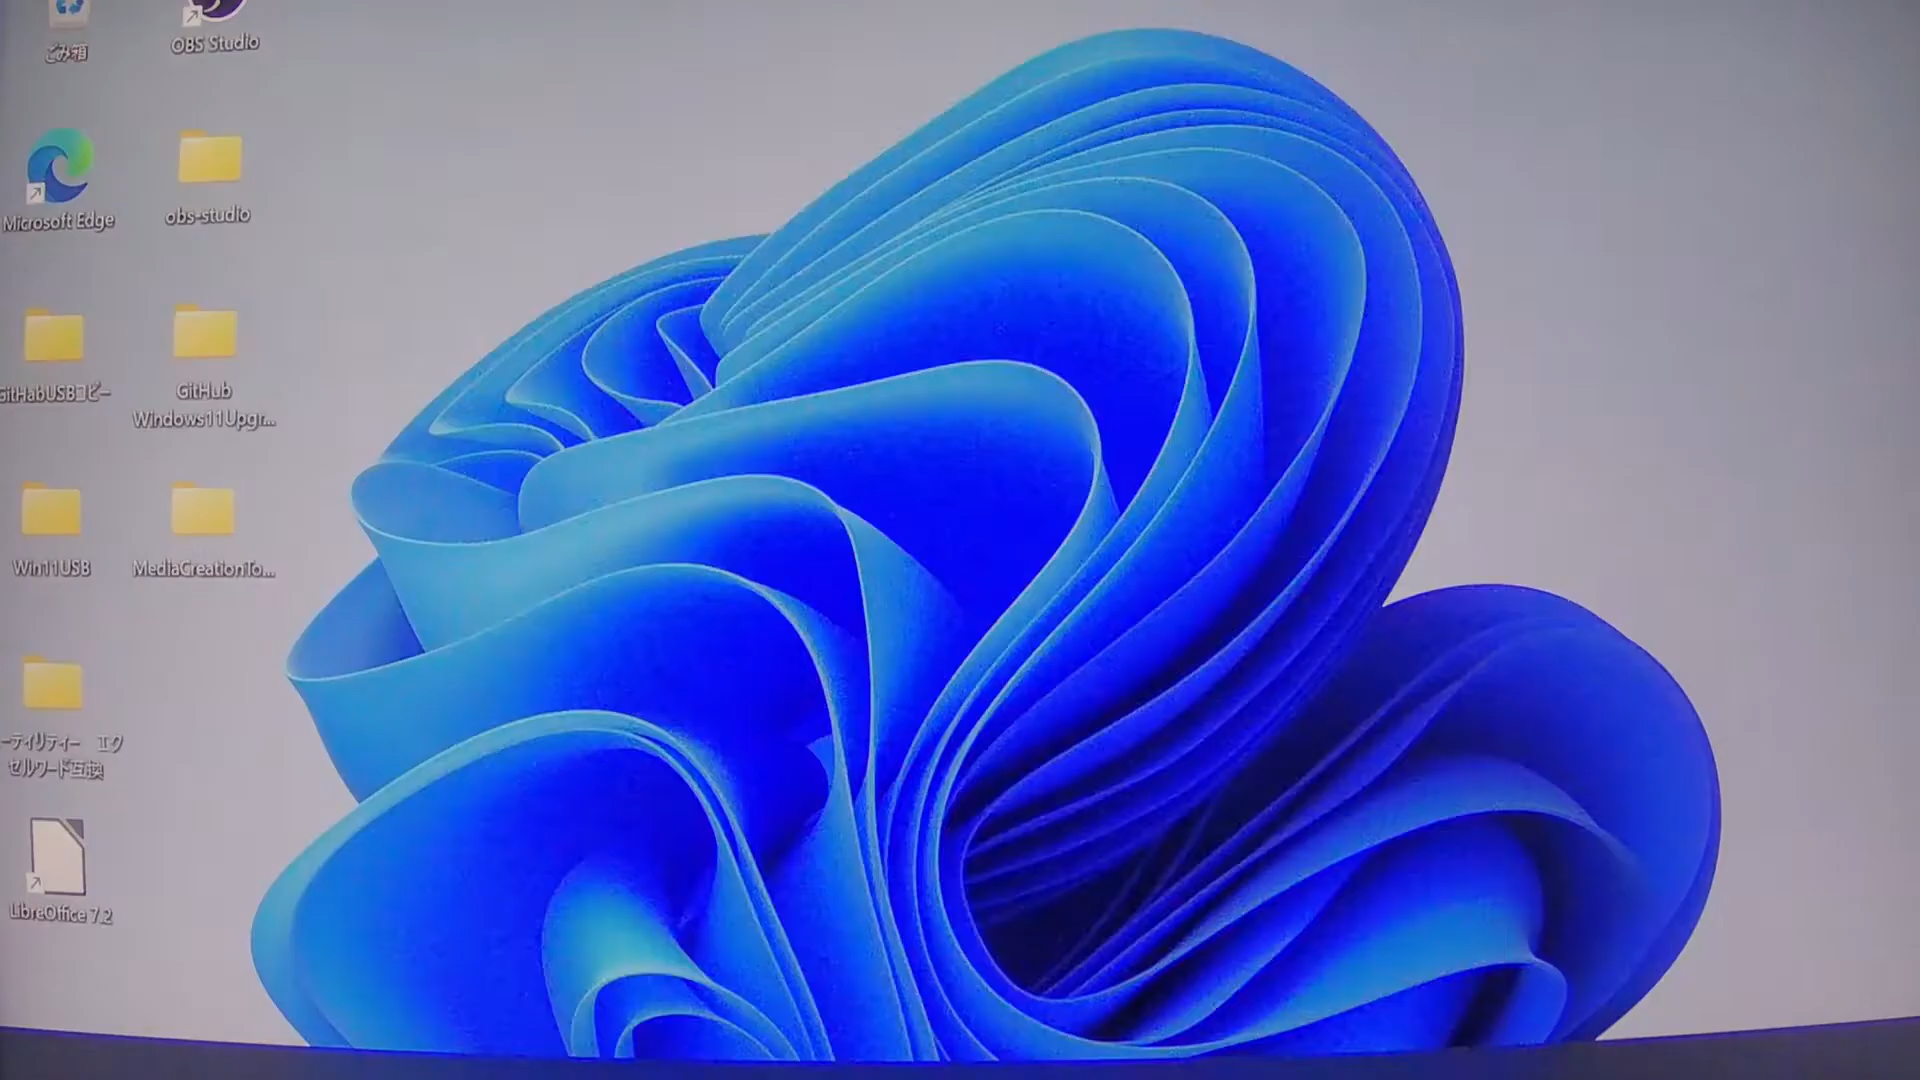 ごみ箱
OBS Studio
Microsoft Edge
obs-studio
GitHabUSBコピー
GitHub
Windows11Upgr...
Win11USB
MediaCreationTo...
ーティリティー　エク
セルワード互換
LibreOffice 7.2